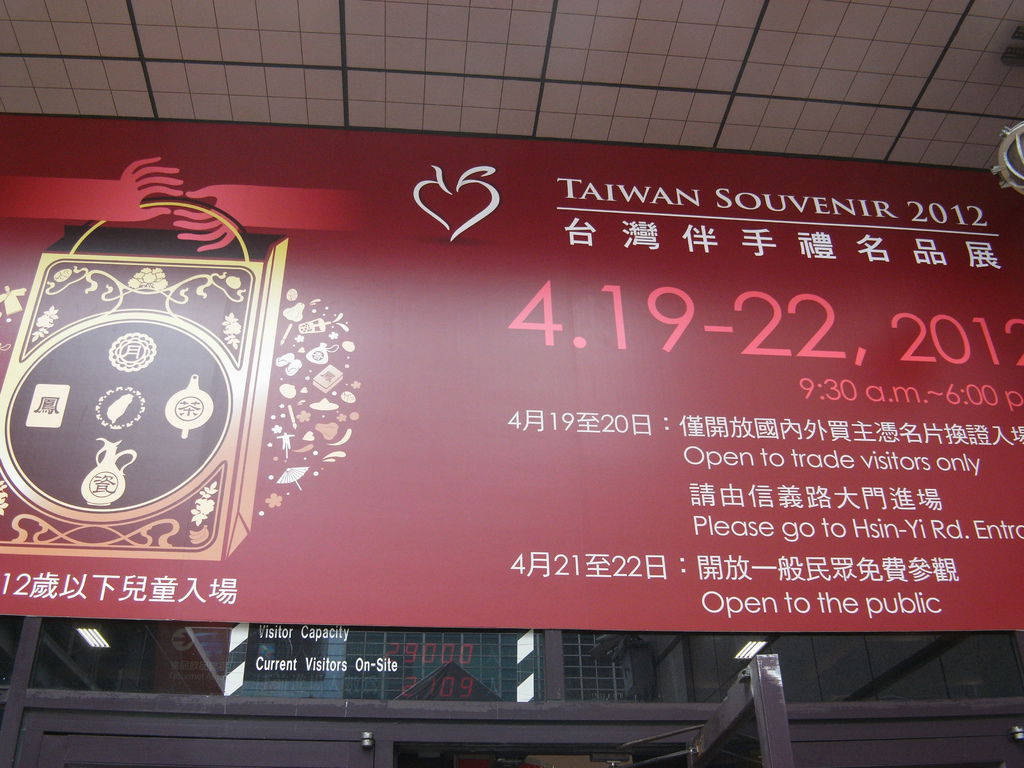 TAIWAN SOUVENIR 2012
台灣伴手禮名品展
4.19-22, 2012
9:30 a.m.~6:00 p
4月19至20日：僅開放國內外買主憑名片換證入場
Open to trade visitors only
請由信義路大門進場
Please go to Hsin-Yi Rd. Entra
4月21至22日：開放一般民眾免費參觀
Open to the public
月
鳳
茶
瓷
12歲以下兒童入場
Visitor Capacity
29000
Current Visitors On-Site
2109